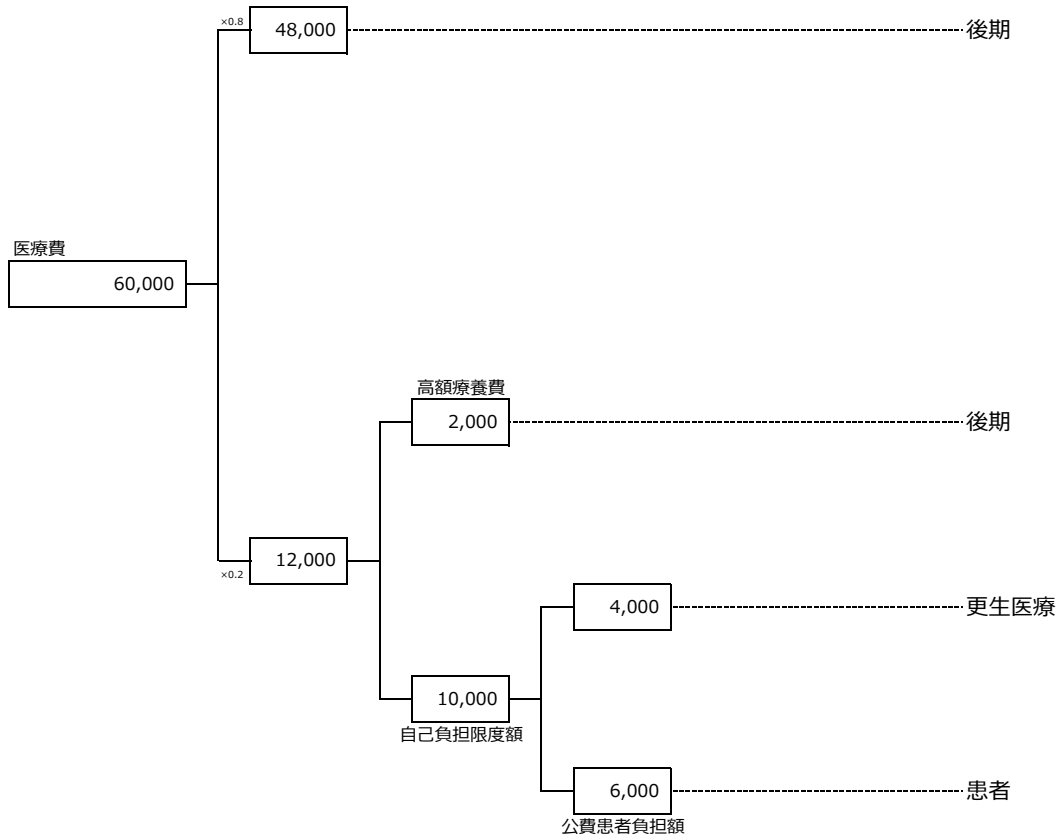 ×0.8
48,000
後期
医療費
60,000
高額療養費
2,000
後期
12,000
×0.2
4,000
更生医療
10,000
自己負担限度額
6,000
患者
公費患者負担額